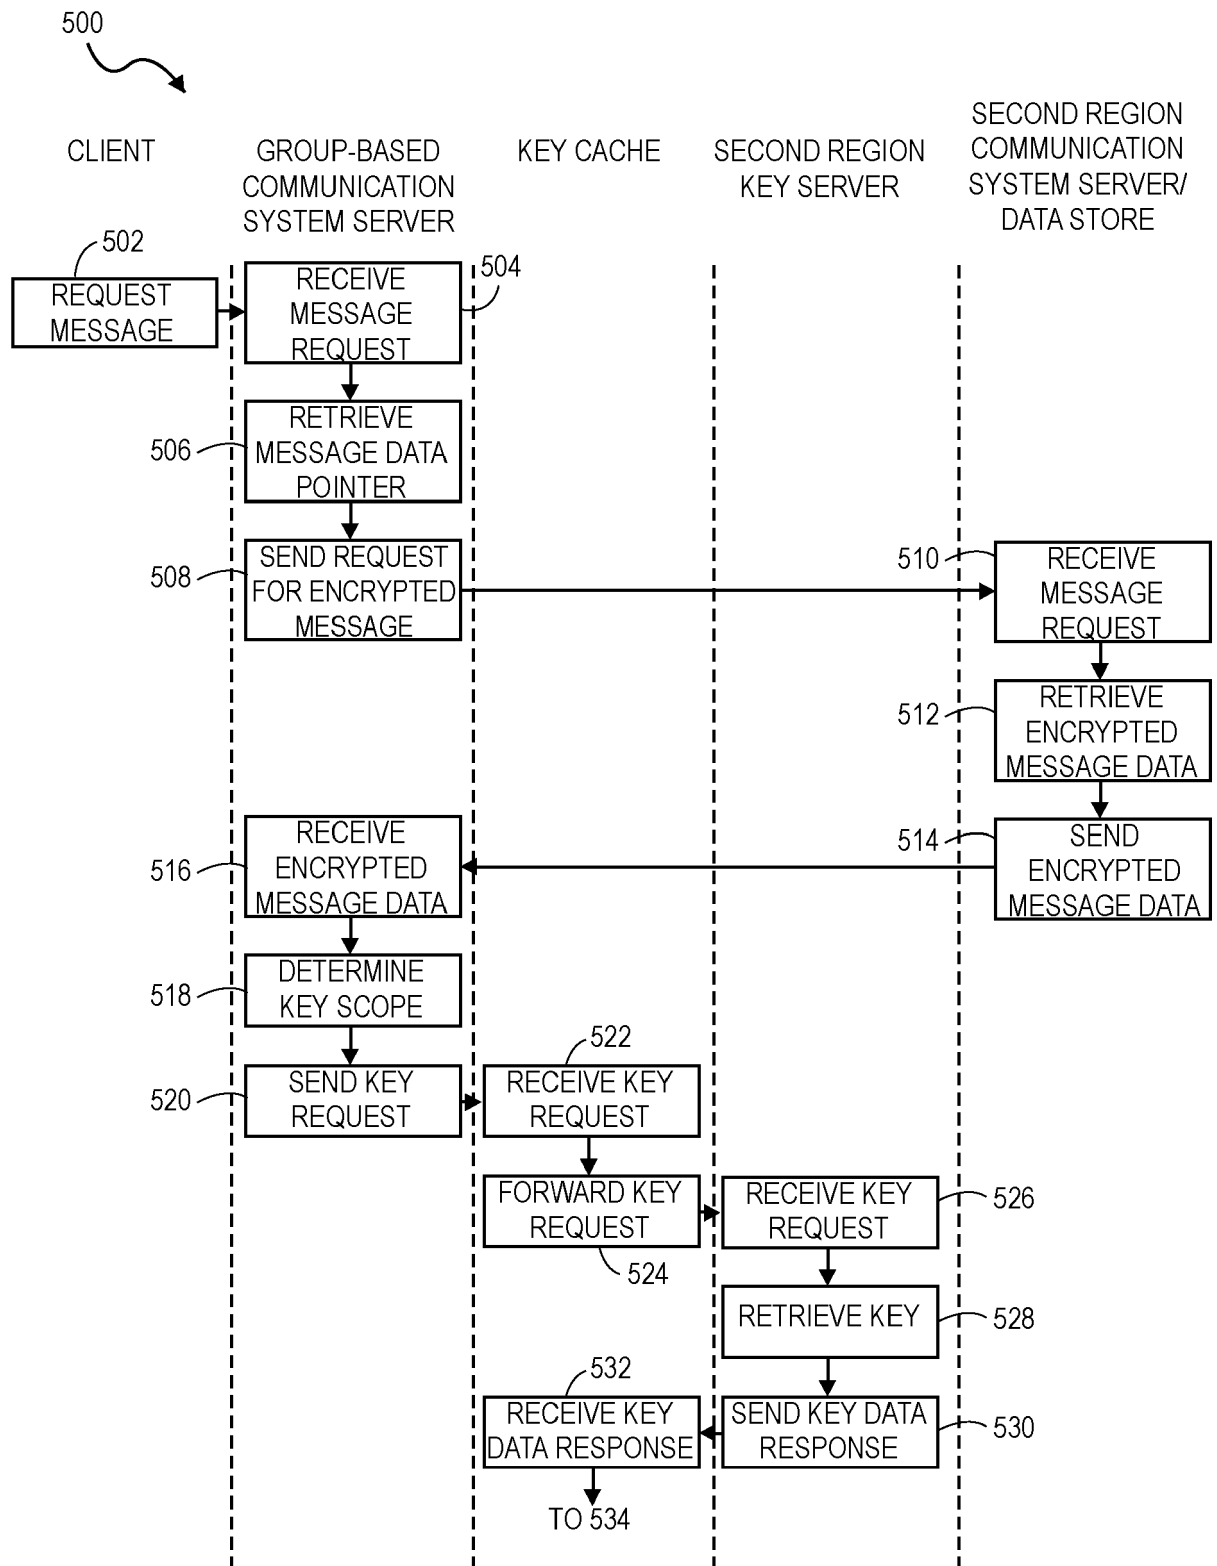 500
CLIENT
GROUP-BASED
COMMUNICATION
SYSTEM SERVER
KEY CACHE
SECOND REGION
KEY SERVER
SECOND REGION
COMMUNICATION
SYSTEM SERVER/
DATA STORE
502
REQUEST
MESSAGE
504
RECEIVE
MESSAGE
REQUEST
506
RETRIEVE
MESSAGE DATA
POINTER
508
SEND REQUEST
FOR ENCRYPTED
MESSAGE
510
RECEIVE
MESSAGE
REQUEST
512
RETRIEVE
ENCRYPTED
MESSAGE DATA
514
SEND
ENCRYPTED
MESSAGE DATA
516
RECEIVE
ENCRYPTED
MESSAGE DATA
518
DETERMINE
KEY SCOPE
520
SEND KEY
REQUEST
522
RECEIVE KEY
REQUEST
FORWARD KEY
REQUEST
524
RECEIVE KEY
REQUEST
526
RETRIEVE KEY
528
SEND KEY DATA
RESPONSE
530
532
RECEIVE KEY
DATA RESPONSE
TO 534